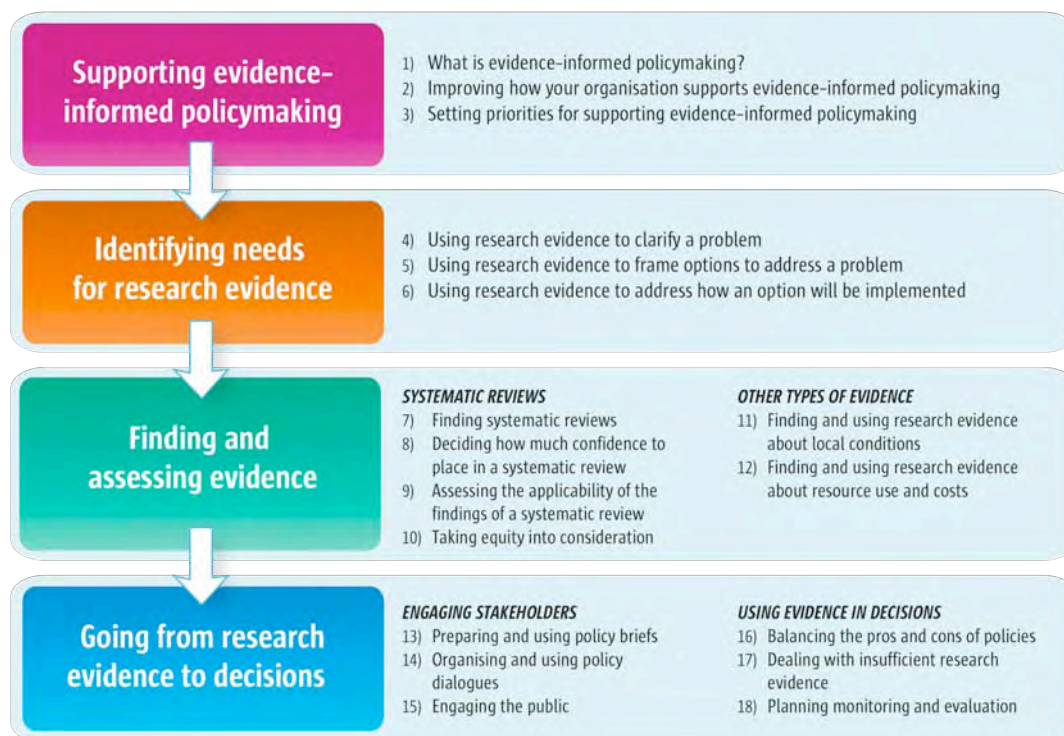 Supporting evidence-
informed policymaking
1) What is evidence-informed policymaking?
2) Improving how your organisation supports evidence-informed policymaking
3) Setting priorities for supporting evidence-informed policymaking
Identifying needs
for research evidence
4) Using research evidence to clarify a problem
5) Using research evidence to frame options to address a problem
6) Using research evidence to address how an option will be implemented
Finding and
assessing evidence
SYSTEMATIC REVIEWS
7) Finding systematic reviews
8) Deciding how much confidence to
place in a systematic review
9) Assessing the applicability of the
findings of a systematic review
10) Taking equity into consideration
OTHER TYPES OF EVIDENCE
11) Finding and using research evidence
about local conditions
12) Finding and using research evidence
about resource use and costs
Going from research
evidence to decisions
ENGAGING STAKEHOLDERS
13) Preparing and using policy briefs
14) Organising and using policy
dialogues
15) Engaging the public
USING EVIDENCE IN DECISIONS
16) Balancing the pros and cons of policies
17) Dealing with insufficient research
evidence
18) Planning monitoring and evaluation